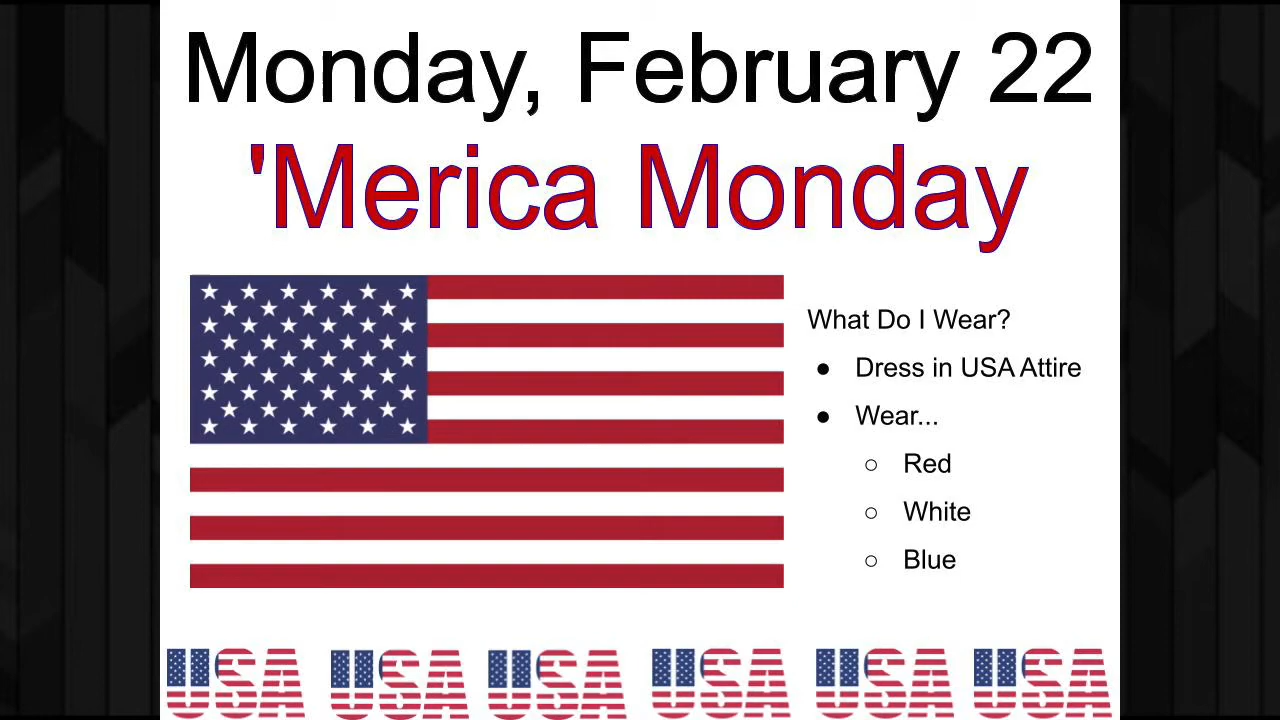 Monday, February 22
'Merica Monday
What Do I Wear?
● Dress in USA Attire
● Wear...
○ Red
○ White
○ Blue
USA USA USA USA USA USA